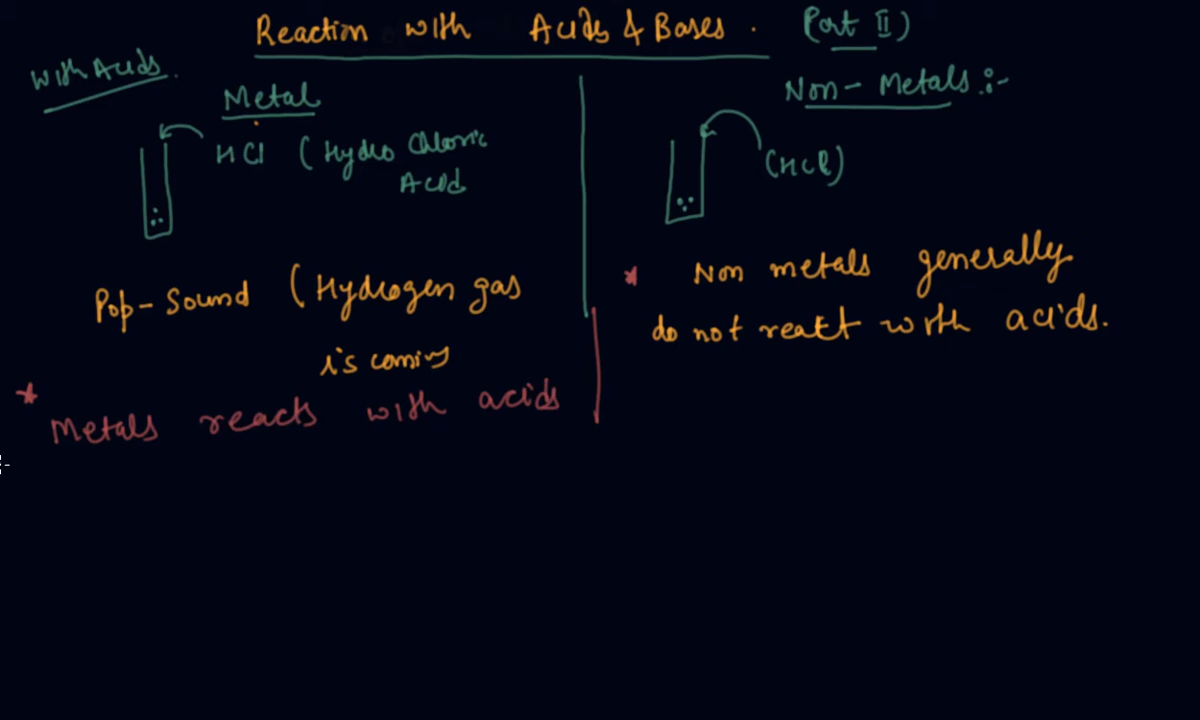 Reaction with Acids & Bases . (Part II)
With Acids.
Metal
HCl (Hydro Chloric
Acid
Pop-Sound (Hydrogen gas
is coming
* Metals reacts with acids
Non-Metals :-
(HCl)
* Non metals generally
do not react with acids.